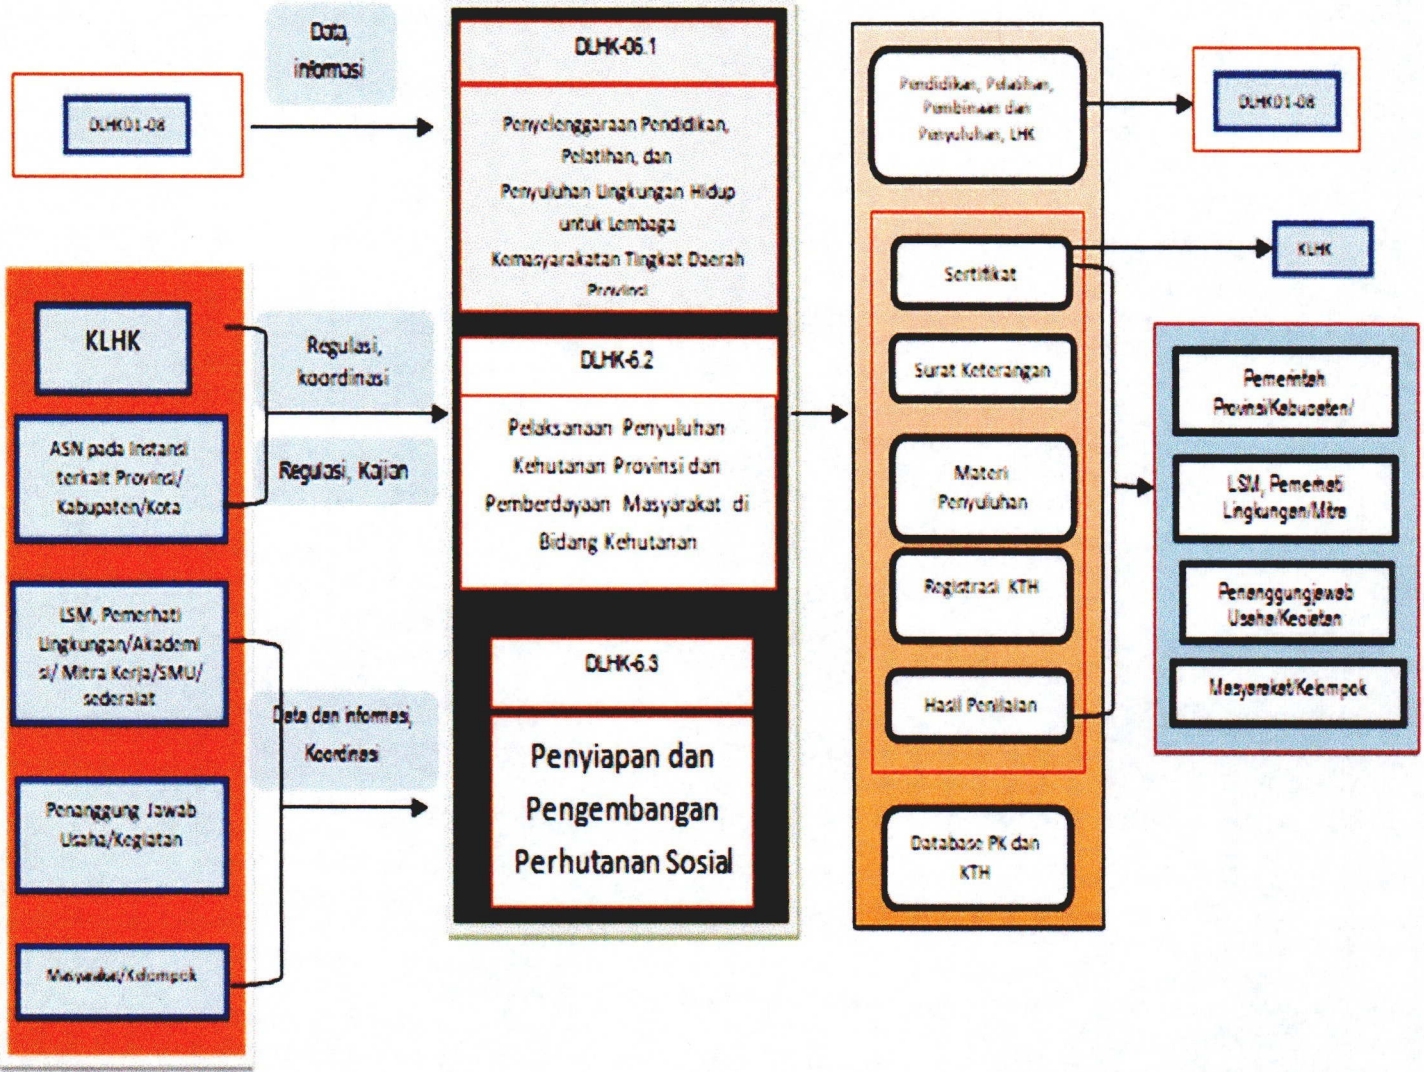 Data,
informasi
DLHK01-08
KLHK
ASN pada Instansi
terkait Provinsi/
Kabupaten/Kota
LSM, Pemerhati
Lingkungan/Akademi
si/ Mitra Kerja/SMU/
sederalat
Penanggung Jawab
Usaha/Kegiatan
Masyarakat/Kelompok
Regulasi,
koordinasi
Regulasi, Kajian
Data dan informasi,
Koordinasi
DLHK-06.1
Penyelenggaraan Pendidikan,
Pelatihan, dan
Penyuluhan Lingkungan Hidup
untuk Lembaga
Kemasyarakatan Tingkat Daerah
Provinsi
DLHK-6.2
Pelaksanaan Penyuluhan
Kehutanan Provinsi dan
Pemberdayaan Masyarakat di
Bidang Kehutanan
DLHK-6.3
Penyiapan dan
Pengembangan
Perhutanan Sosial
Pendidikan, Pelatihan,
Pembinaan dan
Penyuluhan, LHK
Sertifikat
Surat Keterangan
Materi
Penyuluhan
Registrasi KTH
Hasil Penilaian
Database PK dan
KTH
DLHK01-08
KLHK
Pemerintah
Provinsi/Kabupaten/
LSM, Pemerhati
Lingkungan/Mitra
Penanggungjawab
Usaha/Kegiatan
Masyarakat/Kelompok